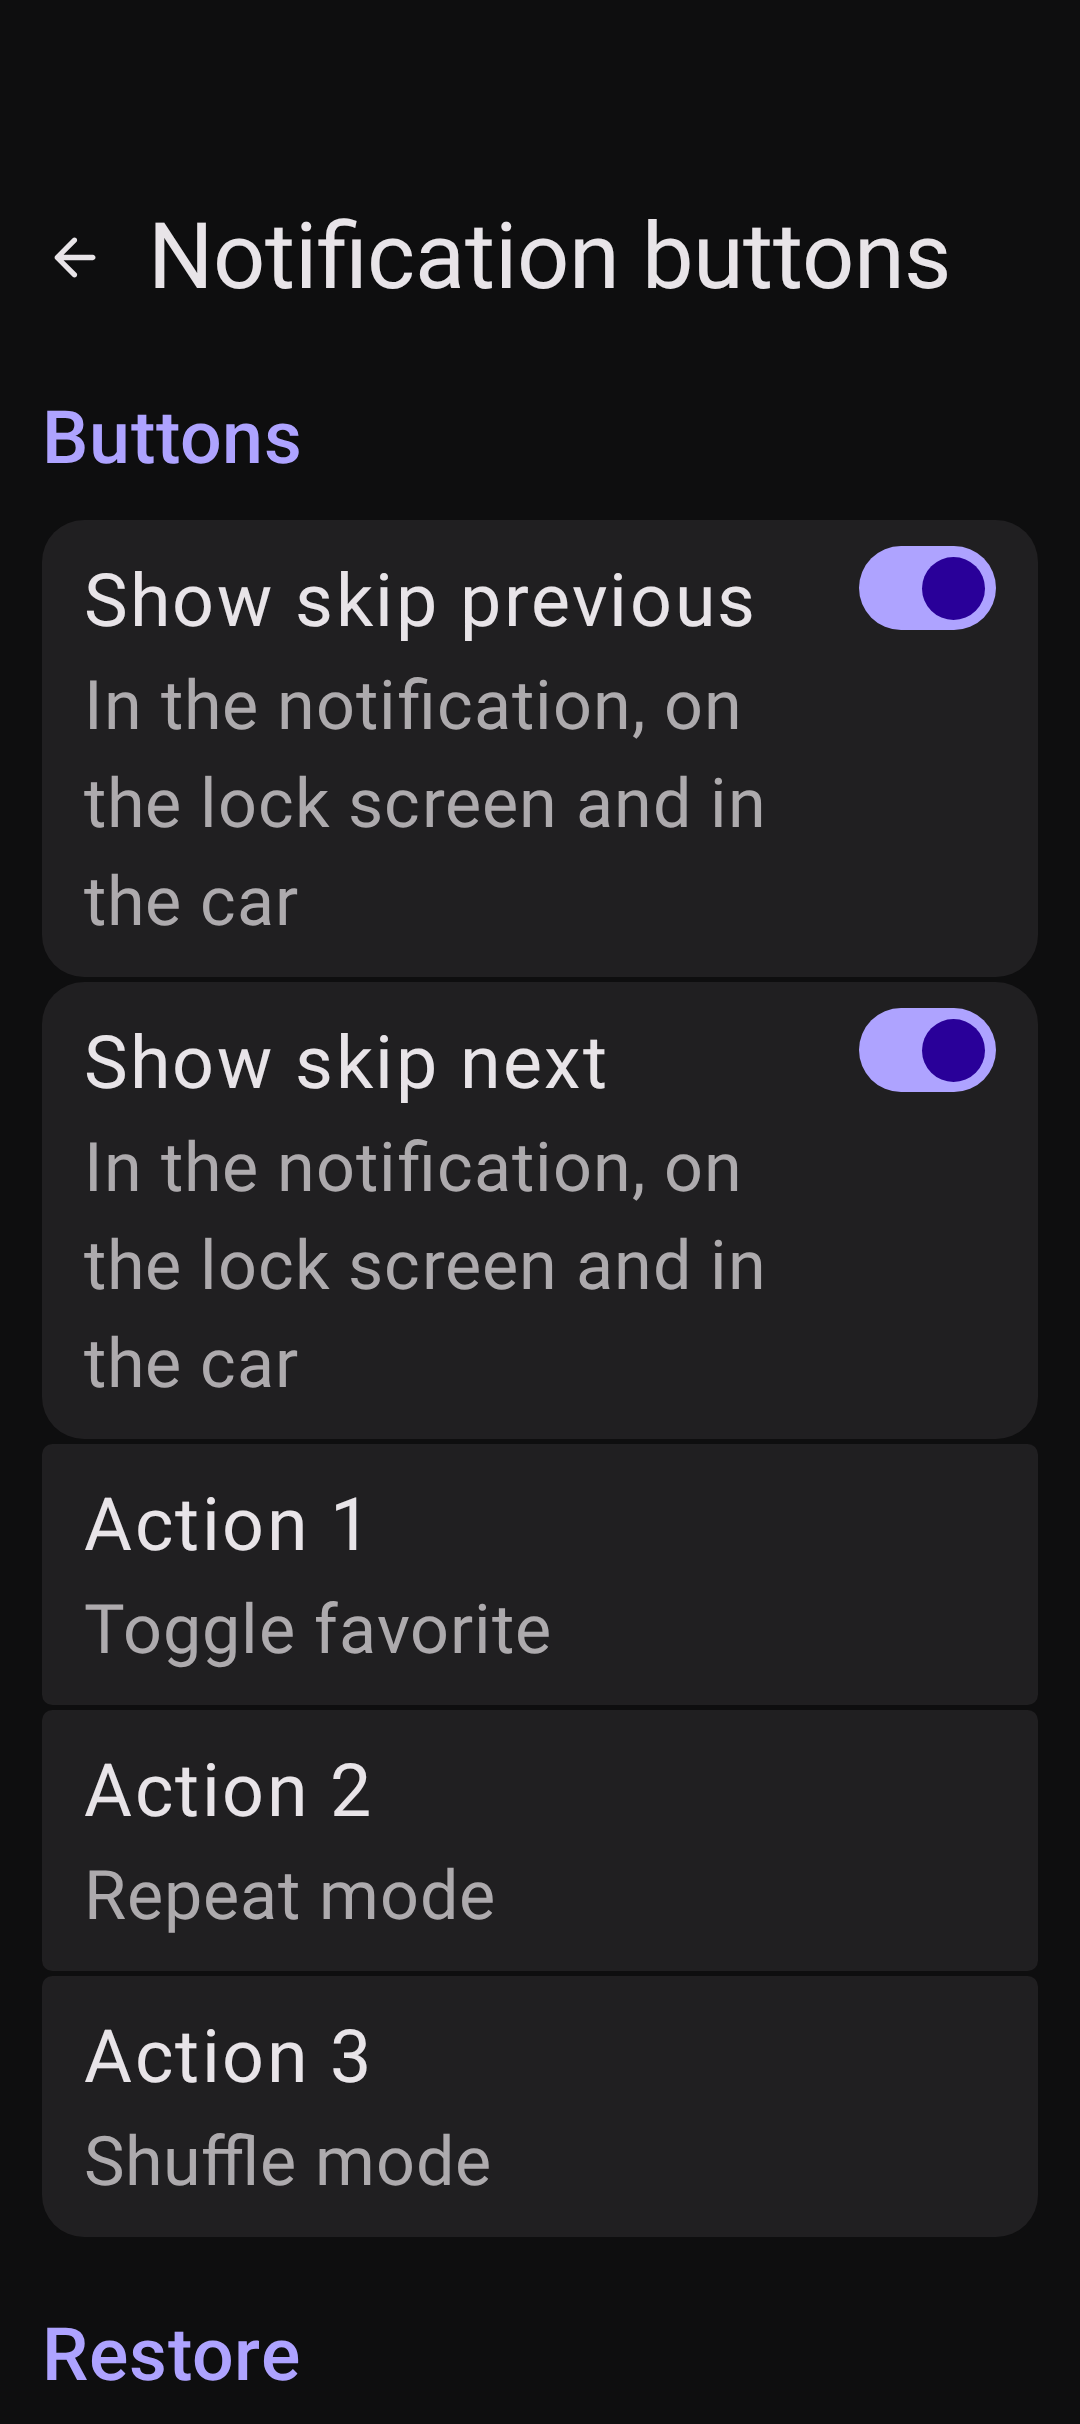 Notification buttons
Buttons
Show skip previous
In the notification, on
the lock screen and in
the car
Show skip next
In the notification, on
the lock screen and in
the car
Action 1
Toggle favorite
Action 2
Repeat mode
Action 3
Shuffle mode
Restore